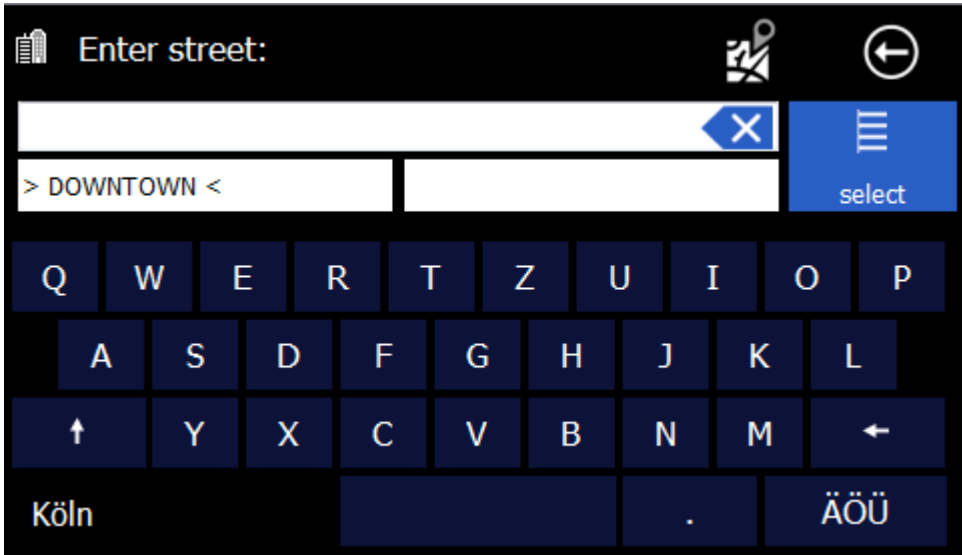 Enter street:
> DOWNTOWN <
select
Q W E R T Z U I O P
A S D F G H J K L
Y X C V B N M
Köln . ÄÖÜ